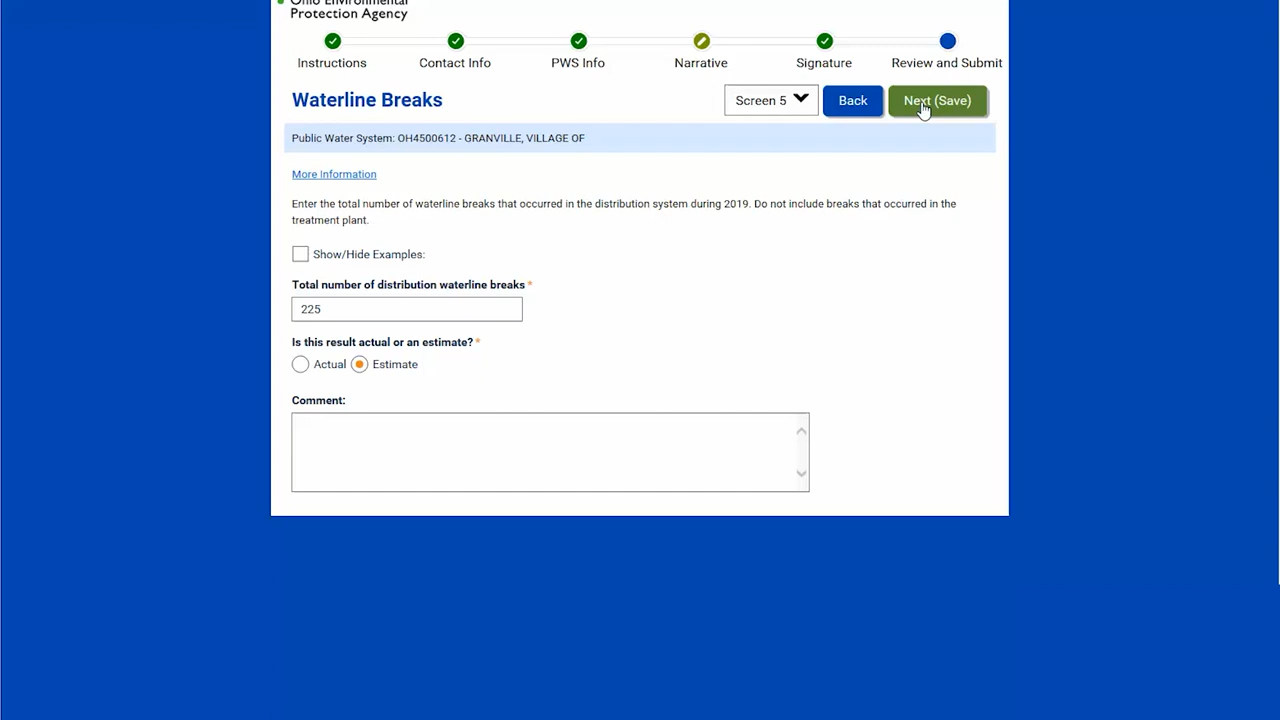 Ohio Environmental
Protection Agency
Instructions
Contact Info
PWS Info
Narrative
Signature
Review and Submit
Waterline Breaks
Screen 5
Back
Next (Save)
Public Water System: OH4500612 - GRANVILLE, VILLAGE OF
More Information
Enter the total number of waterline breaks that occurred in the distribution system during 2019. Do not include breaks that occurred in the
treatment plant.
Show/Hide Examples:
Total number of distribution waterline breaks*
225
Is this result actual or an estimate?*
Actual
Estimate
Comment: